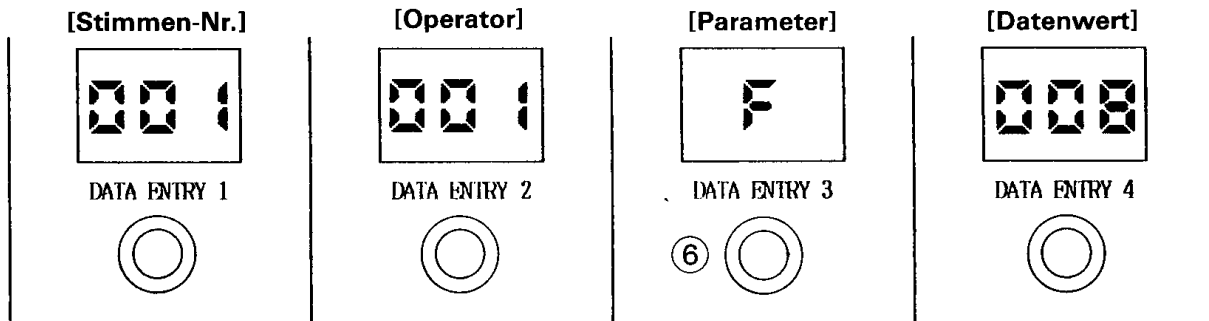 [Stimmen-Nr.] [Operator] [Parameter] [Datenwert]
001 001 F 008
DATA ENTRY 1 DATA ENTRY 2 DATA ENTRY 3 DATA ENTRY 4
6